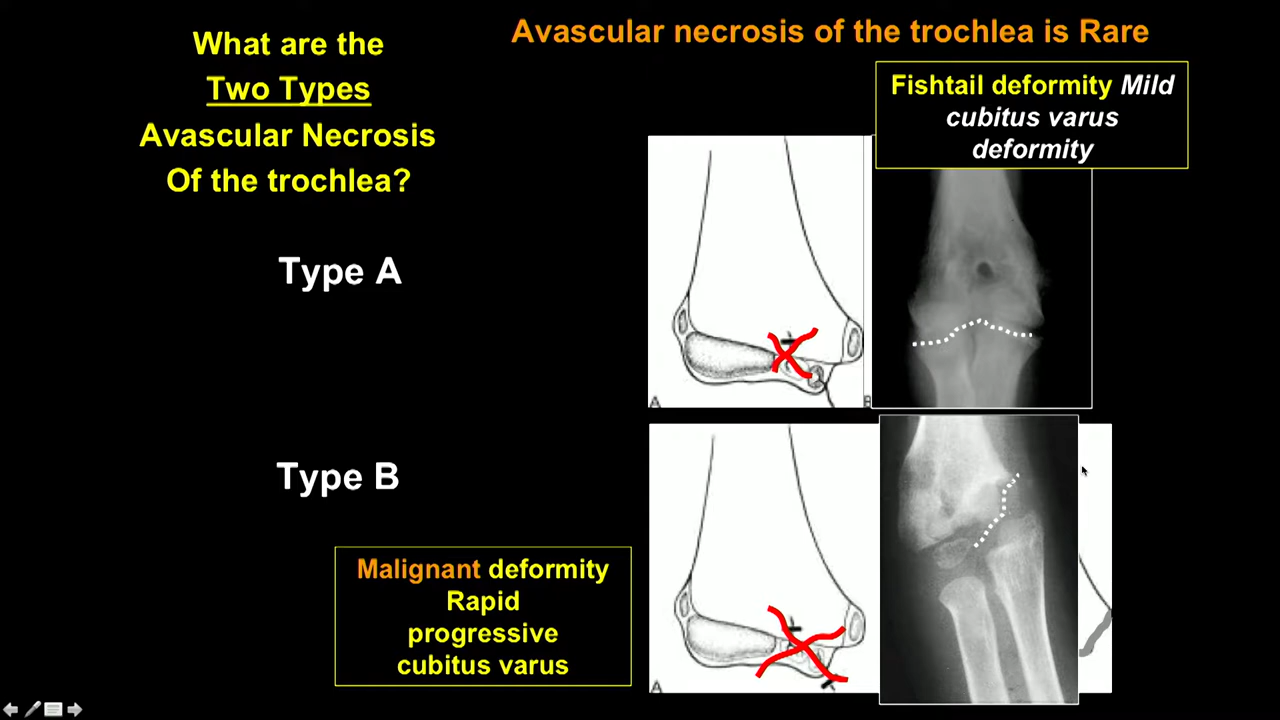 What are the
Two Types
Avascular Necrosis
Of the trochlea?
Avascular necrosis of the trochlea is Rare
Fishtail deformity Mild
cubitus varus
deformity
Type A
A
B
Type B
Malignant deformity
Rapid
progressive
cubitus varus
A